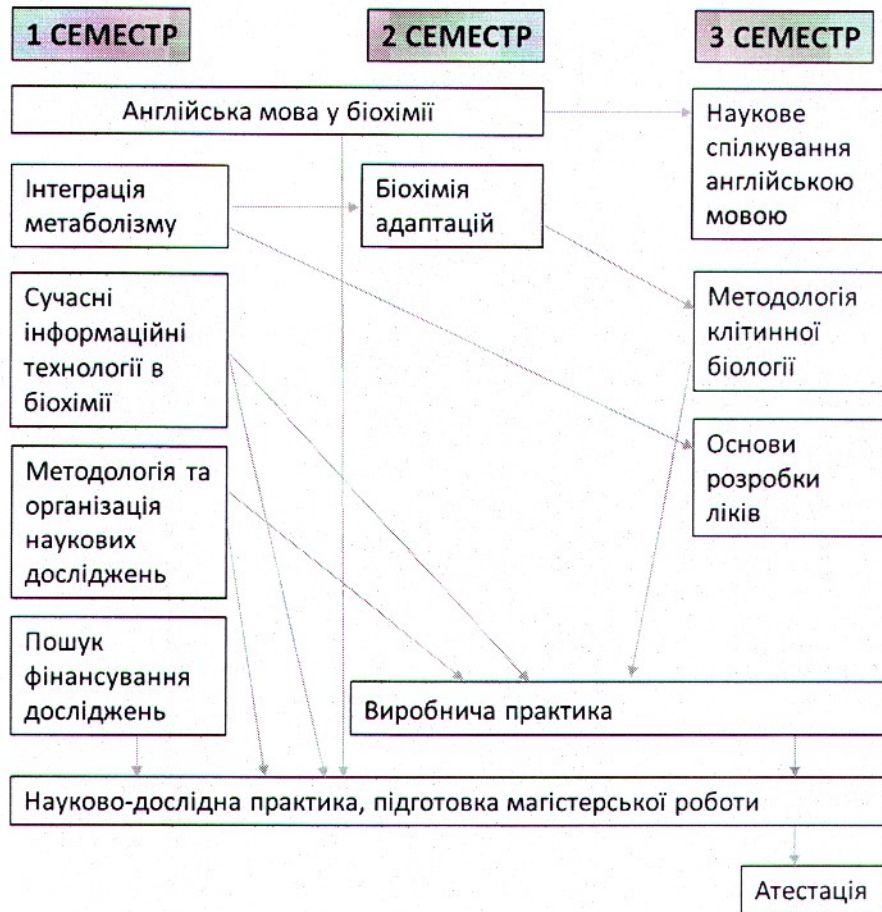 1 СЕМЕСТР
2 СЕМЕСТР
3 СЕМЕСТР
Англійська мова у біохімії
Наукове
спілкування
англійською
мовою
Інтеграція
метаболізму
Біохімія
адаптацій
Сучасні
інформаційні
технології в
біохімії
Методологія
клітинної
біології
Методологія та
організація
наукових
досліджень
Основи
розробки
ліків
Пошук
фінансування
досліджень
Виробнича практика
Науково-дослідна практика, підготовка магістерської роботи
Атестація